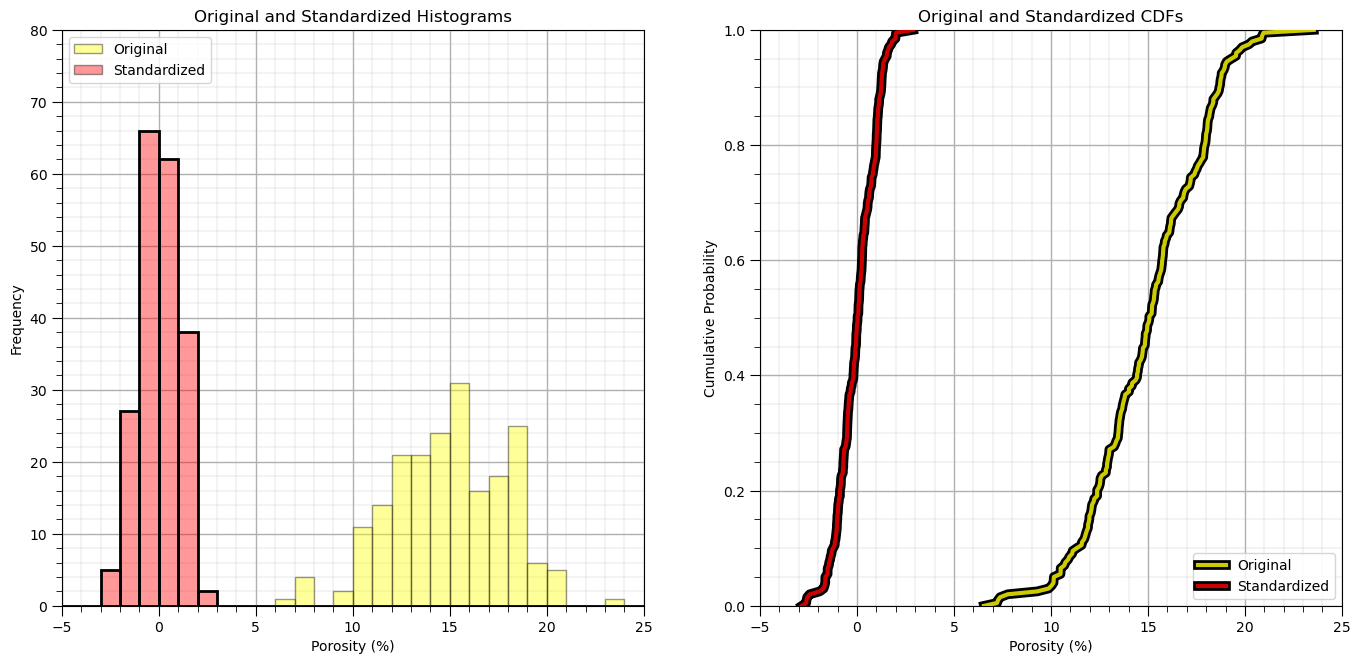 Original and Standardized Histograms
80
70
60
50
40
30
20
10
0
Frequency
Original
Standardized
−5
0
5
10
15
20
25
Porosity (%)
Original and Standardized CDFs
1.0
0.8
0.6
0.4
0.2
0.0
Cumulative Probability
Original
Standardized
−5
0
5
10
15
20
25
Porosity (%)